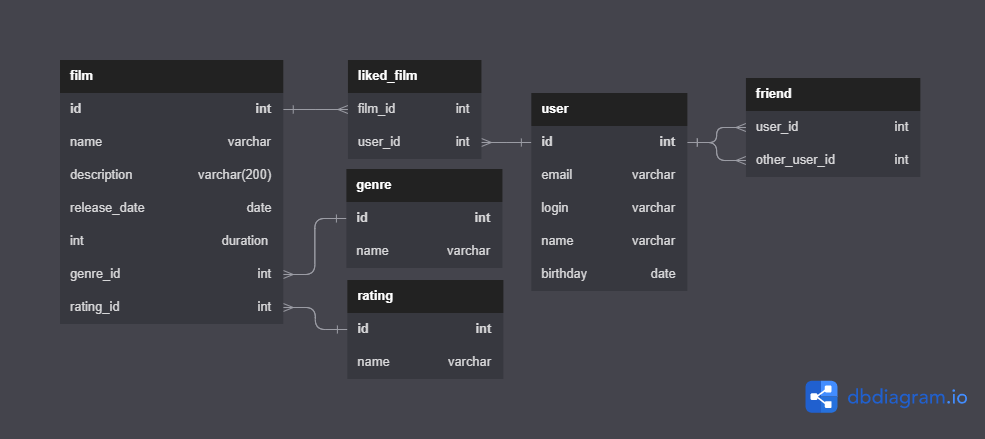 film
id int
name varchar
description varchar(200)
release_date date
int duration
genre_id int
rating_id int
liked_film
film_id int
user_id int
genre
id int
name varchar
rating
id int
name varchar
user
id int
email varchar
login varchar
name varchar
birthday date
friend
user_id int
other_user_id int
dbdiagram.io